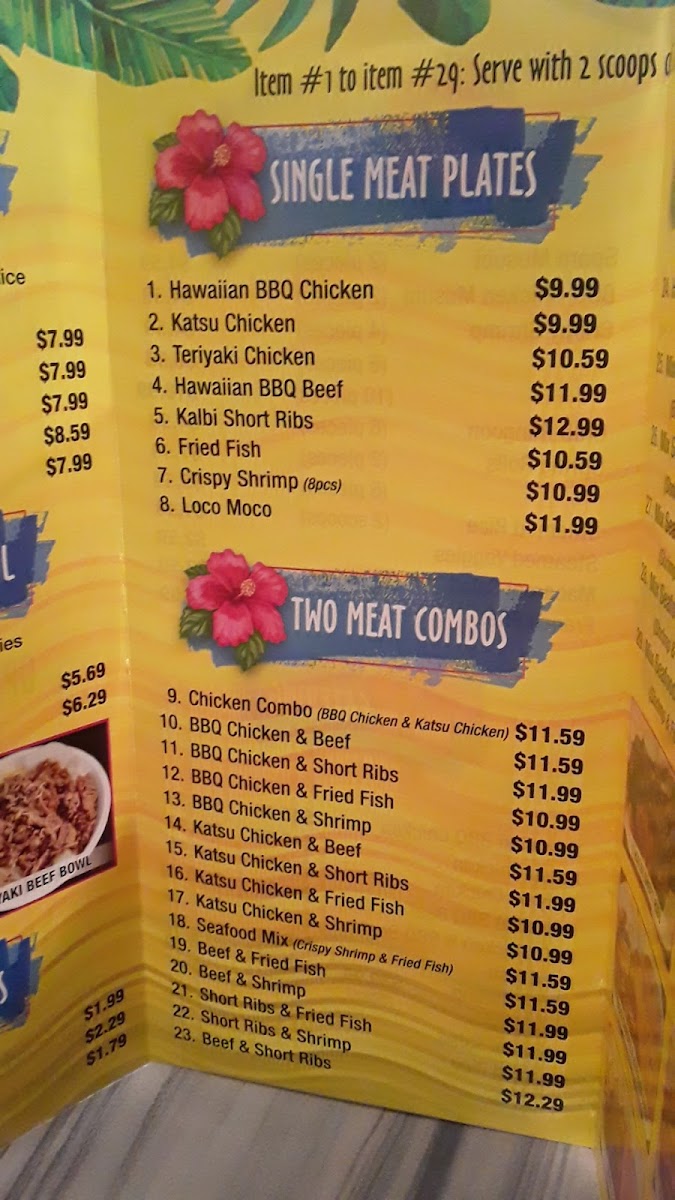 Item #1 to item #29: Serve with 2 scoops
SINGLE MEAT PLATES
1. Hawaiian BBQ Chicken $9.99
2. Katsu Chicken $9.99
3. Teriyaki Chicken $10.59
4. Hawaiian BBQ Beef $11.99
5. Kalbi Short Ribs $12.99
6. Fried Fish $10.59
7. Crispy Shrimp (8pcs) $10.99
8. Loco Moco $11.99
TWO MEAT COMBOS
9. Chicken Combo (BBQ Chicken & Katsu Chicken) $11.59
10. BBQ Chicken & Beef $11.59
11. BBQ Chicken & Short Ribs $11.99
12. BBQ Chicken & Fried Fish $10.99
13. BBQ Chicken & Shrimp $10.99
14. Katsu Chicken & Beef $11.59
15. Katsu Chicken & Short Ribs $11.99
16. Katsu Chicken & Fried Fish $10.99
17. Katsu Chicken & Shrimp $10.99
18. Seafood Mix (Crispy Shrimp & Fried Fish) $11.59
19. Beef & Fried Fish $11.59
20. Beef & Shrimp $11.99
21. Short Ribs & Fried Fish $11.99
22. Short Ribs & Shrimp $11.99
23. Beef & Short Ribs $12.29
ice
$7.99
$7.99
$7.99
$8.59
$7.99
L
ies
$5.69
$6.29
YAKI BEEF BOWL
S
$1.99
$2.29
$1.79